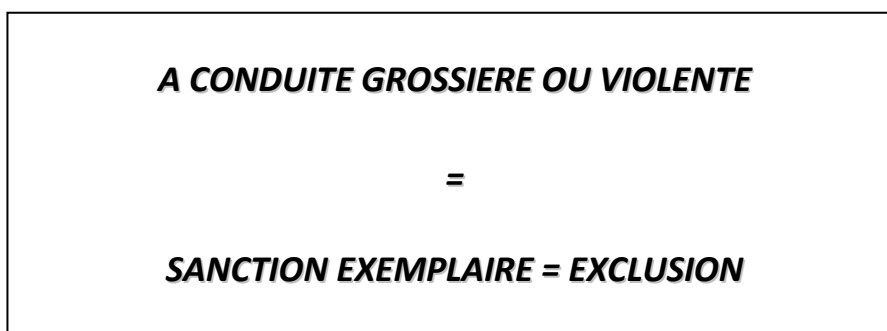 A CONDUITE GROSSIERE OU VIOLENTE
=
SANCTION EXEMPLAIRE = EXCLUSION